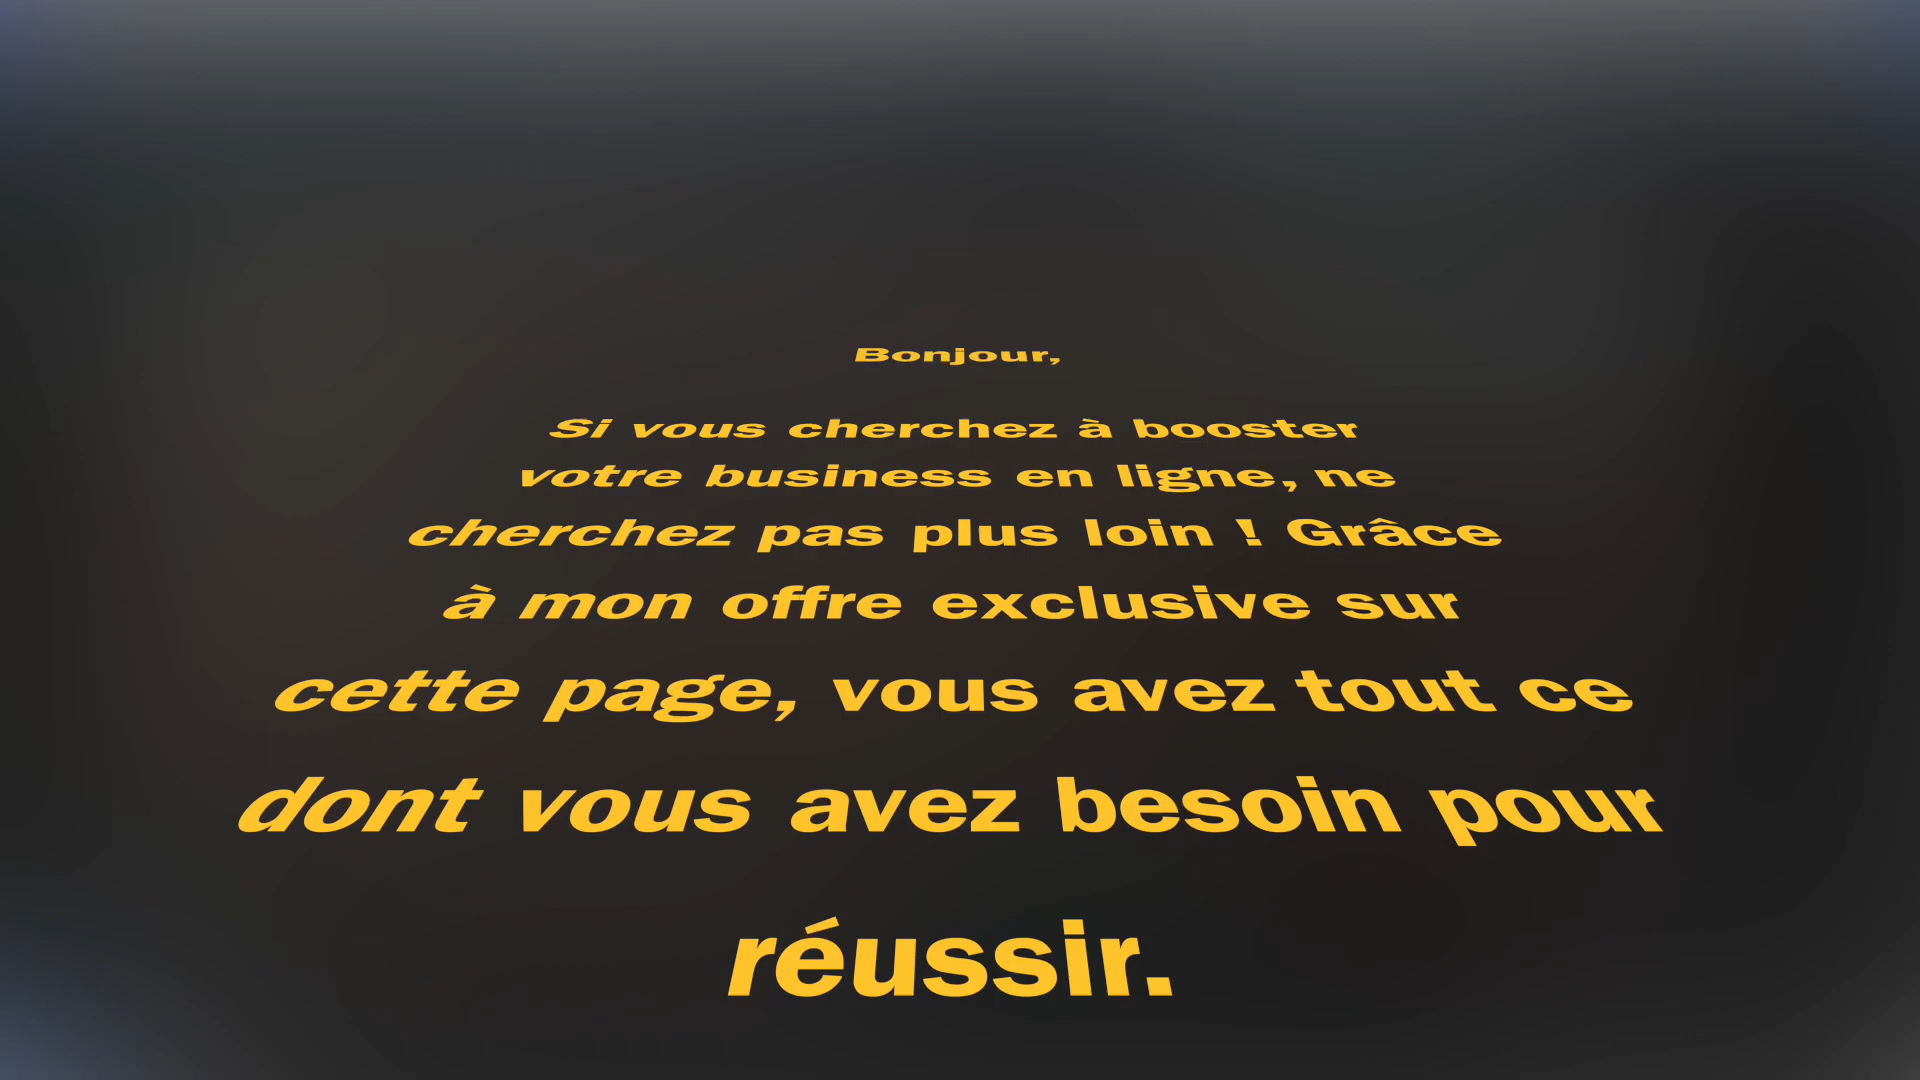 Bonjour,
Si vous cherchez à booster
votre business en ligne, ne
cherchez pas plus loin ! Grâce
à mon offre exclusive sur
cette page, vous avez tout ce
dont vous avez besoin pour
réussir.